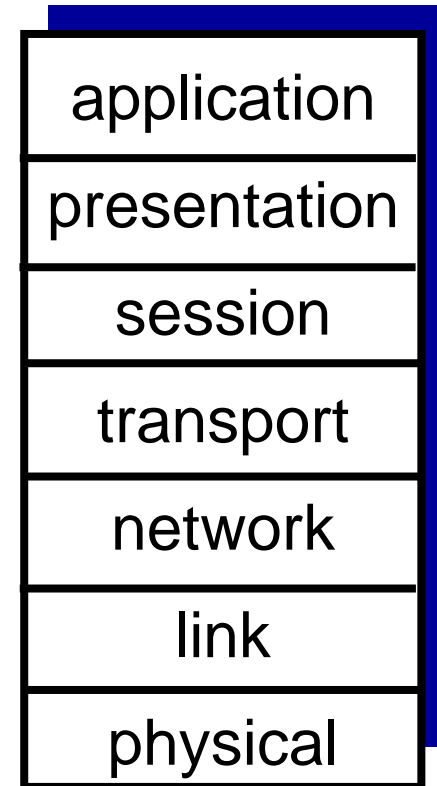 application
presentation
session
transport
network
link
physical